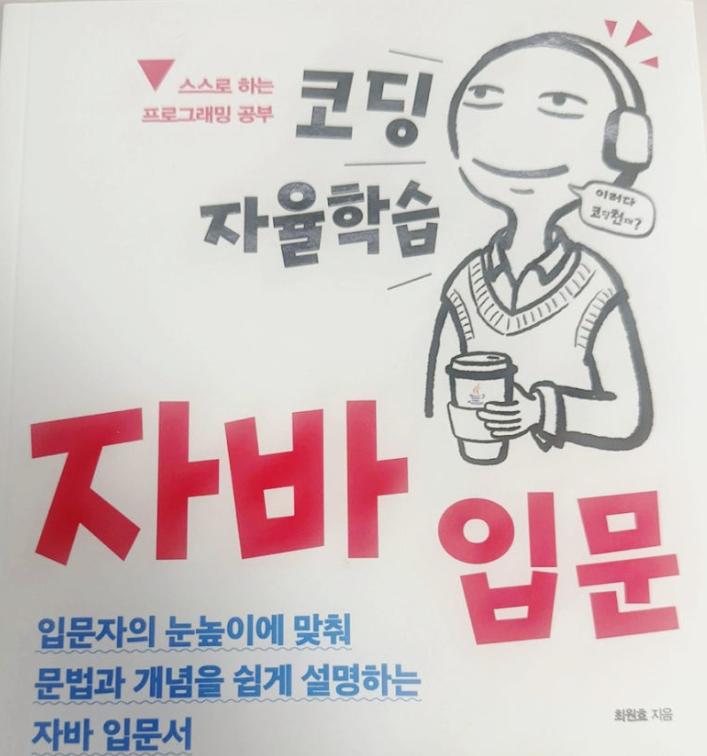 스스로 하는
프로그래밍 공부
코딩
자율학습
이러다
코딩천재?
자바
입문
입문자의 눈높이에 맞춰
문법과 개념을 쉽게 설명하는
자바 입문서
최원효 지음